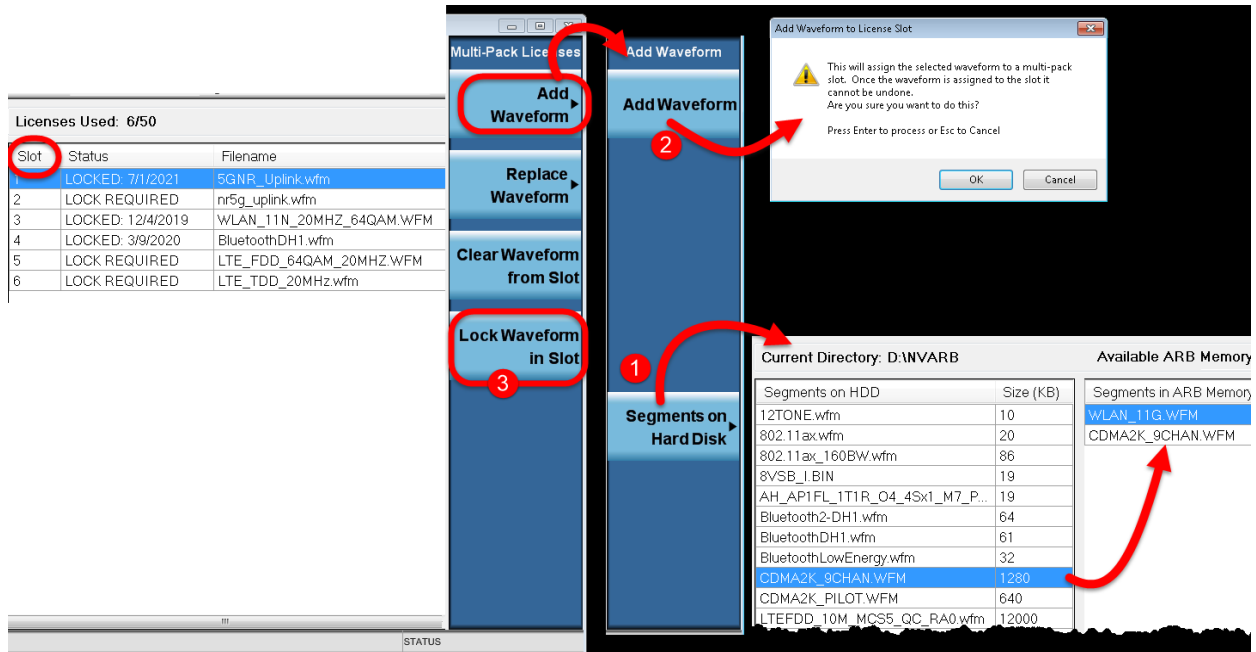 Licenses Used: 6/50
Slot Status Filename
1 LOCKED: 7/1/2021 5GNR_Uplink.wfm
2 LOCK REQUIRED nr5g_uplink.wfm
3 LOCKED: 12/4/2019 WLAN_11N_20MHZ_64QAM.WFM
4 LOCKED: 3/9/2020 BluetoothDH1.wfm
5 LOCK REQUIRED LTE_FDD_64QAM_20MHZ.WFM
6 LOCK REQUIRED LTE_TDD_20MHz.wfm
STATUS
Multi-Pack Licenses
Add
Waveform
Replace
Waveform
Clear Waveform
from Slot
Lock Waveform
in Slot
3
Add Waveform
Add Waveform
2
1
Segments on
Hard Disk
Add Waveform to License Slot
This will assign the selected waveform to a multi-pack
slot. Once the waveform is assigned to the slot it
cannot be undone.
Are you sure you want to do this?
Press Enter to process or Esc to Cancel
OK Cancel
Current Directory: D:\NVARB
Segments on HDD Size (KB)
12TONE.wfm 10
802.11ax.wfm 20
802.11ax_160BW.wfm 86
8VSB_I.BIN 19
AH_AP1FL_1T1R_O4_4Sx1_M7_P... 19
Bluetooth2-DH1.wfm 64
BluetoothDH1.wfm 61
BluetoothLowEnergy.wfm 32
CDMA2K_9CHAN.WFM 1280
CDMA2K_PILOT.WFM 640
LTEFDD_10M_MCS5_QC_RA0.wfm 12000
Available ARB Memory
Segments in ARB Memory
WLAN_11G.WFM
CDMA2K_9CHAN.WFM